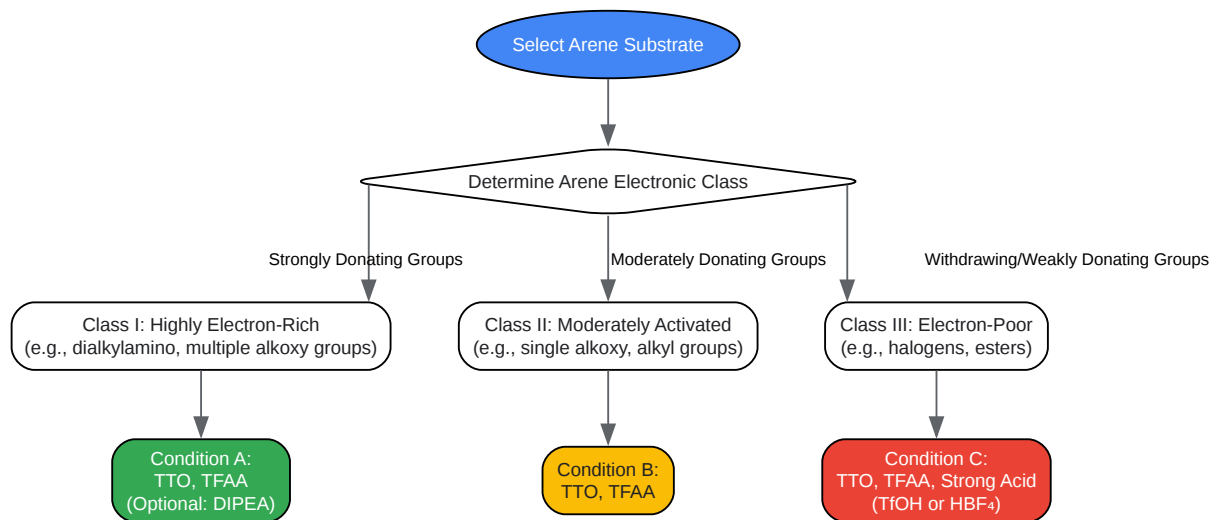 Select Arene Substrate
Determine Arene Electronic Class
Strongly Donating Groups
Moderately Donating Groups
Withdrawing/Weakly Donating Groups
Class I: Highly Electron-Rich
(e.g., dialkylamino, multiple alkoxy groups)
Class II: Moderately Activated
(e.g., single alkoxy, alkyl groups)
Class III: Electron-Poor
(e.g., halogens, esters)
Condition A:
TTO, TFAA
(Optional: DIPEA)
Condition B:
TTO, TFAA
Condition C:
TTO, TFAA, Strong Acid
(TfOH or HBF₄)